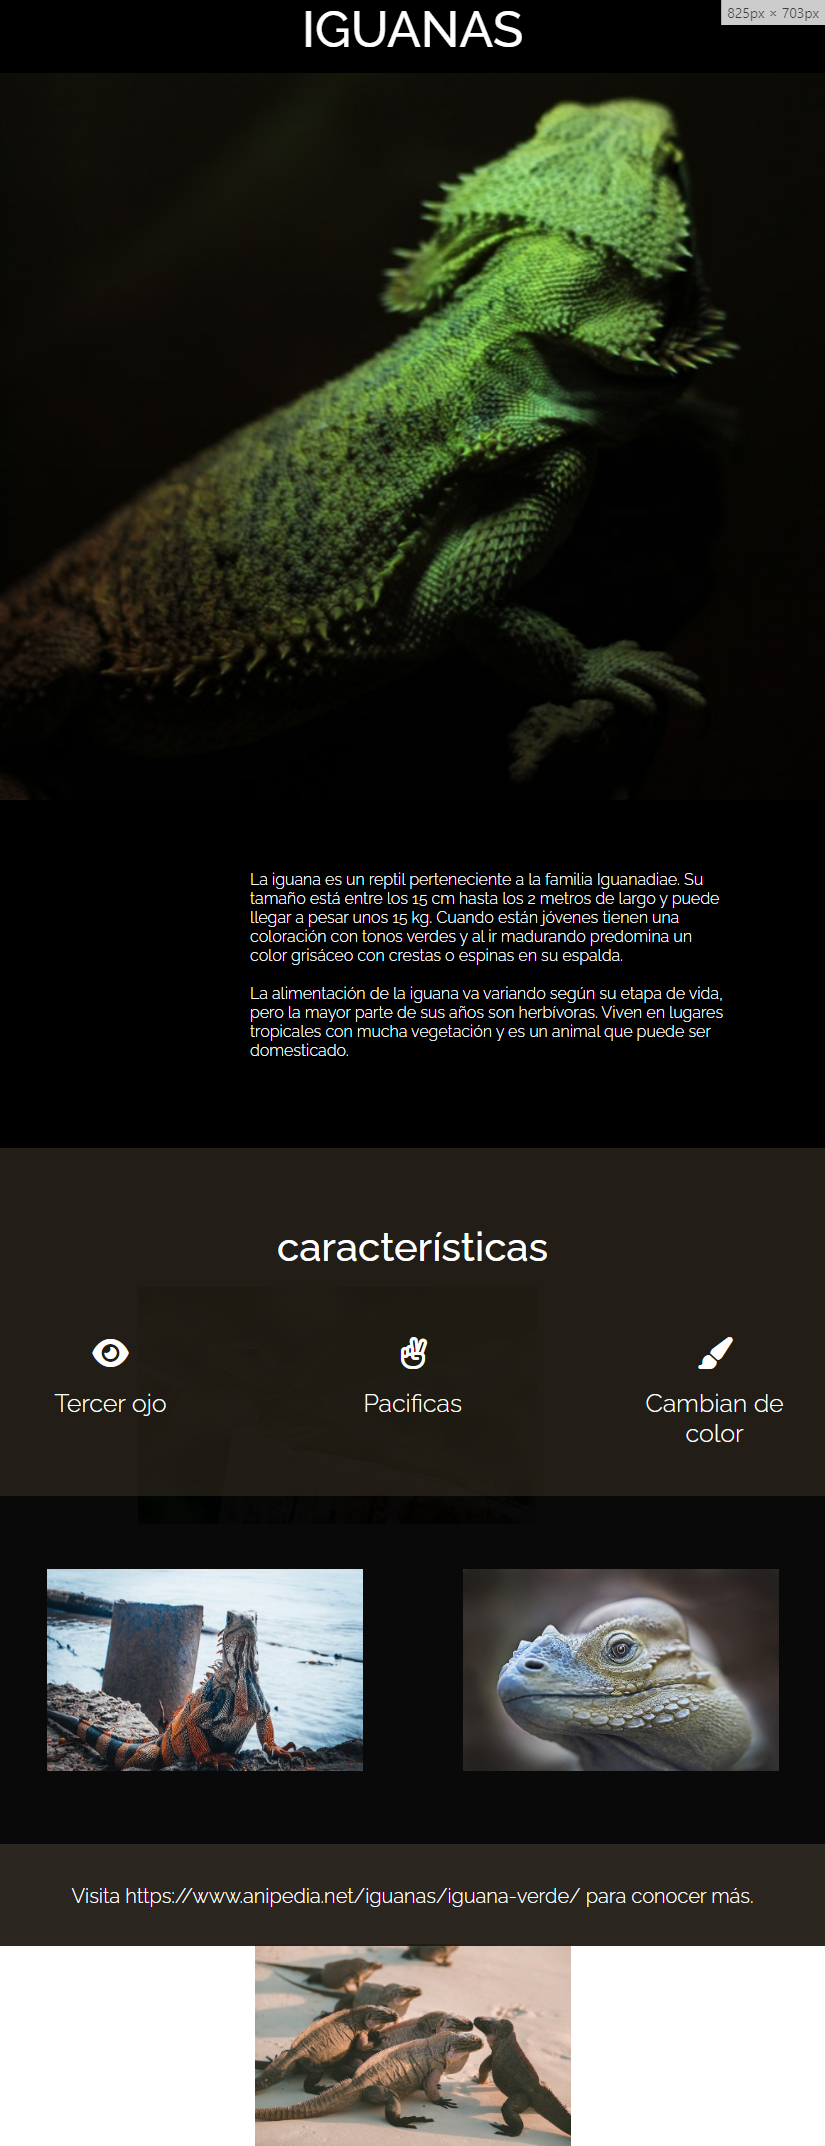 825px × 703px
IGUANAS
La iguana es un reptil perteneciente a la familia Iguanadiae. Su
tamaño está entre los 15 cm hasta los 2 metros de largo y puede
llegar a pesar unos 15 kg. Cuando están jóvenes tienen una
coloración con tonos verdes y al ir madurando predomina un
color grisáceo con crestas o espinas en su espalda.
La alimentación de la iguana va variando según su etapa de vida,
pero la mayor parte de sus años son herbívoras. Viven en lugares
tropicales con mucha vegetación y es un animal que puede ser
domesticado.
características
Tercer ojo
Pacificas
Cambian de
color
Visita https://www.anipedia.net/iguanas/iguana-verde/ para conocer más.